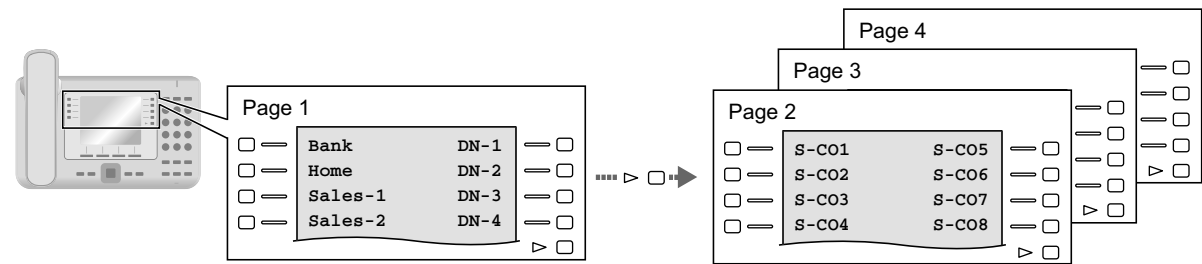 Page 4
Page 3
Page 1
Page 2
Bank DN-1
Home DN-2
Sales-1 DN-3
Sales-2 DN-4
S-CO1 S-CO5
S-CO2 S-CO6
S-CO3 S-CO7
S-CO4 S-CO8